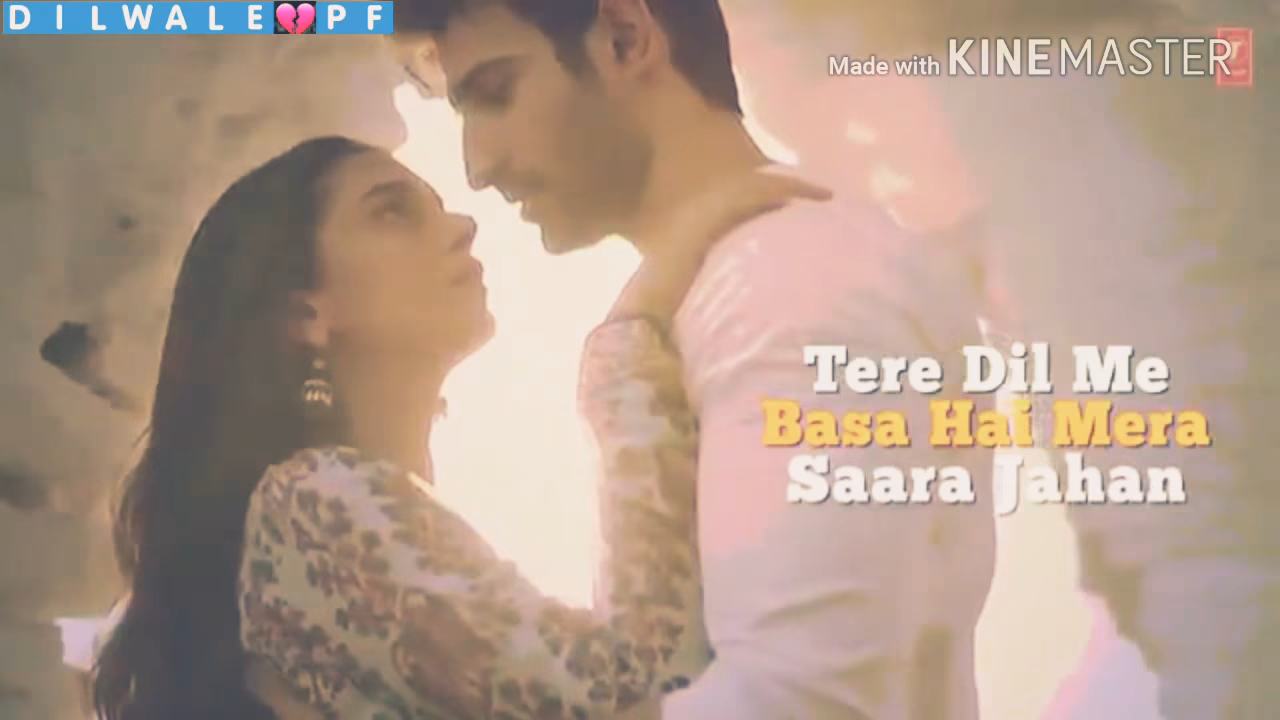 D I L W A L E 💔 P F
Made with KINEMASTER
Tere Dil Me
Basa Hai Mera
Saara Jahan